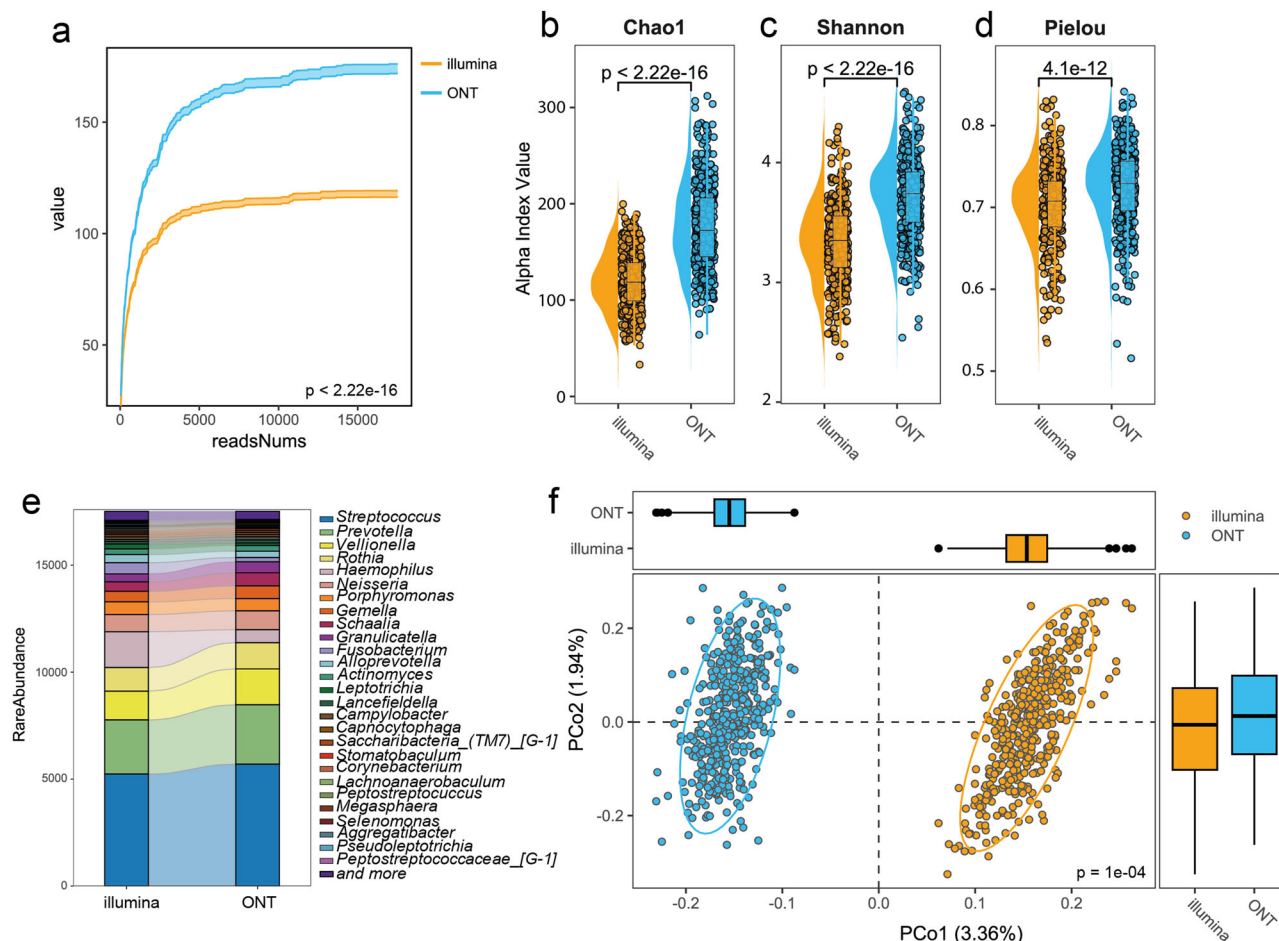 a
illumina
ONT
value
150
100
50
0
5000
10000
15000
readsNums
p < 2.22e-16
b
Chao1
p < 2.22e-16
Alpha Index Value
300
200
100
0
illumina
ONT
c
Shannon
p < 2.22e-16
4
3
2
illumina
ONT
d
Pielou
4.1e-12
0.8
0.7
0.6
0.5
illumina
ONT
e
RareAbundance
15000
10000
5000
0
illumina
ONT
Streptococcus
Prevotella
Vellionella
Rothia
Haemophilus
Neisseria
Porphyromonas
Gemella
Schaalia
Granulicatella
Fusobacterium
Alloprevotella
Actinomyces
Leptotrichia
Lancefieldella
Campylobacter
Capnocytophaga
Saccharibacteria_(TM7)_[G-1]
Stomatobaculum
Corynebacterium
Lachnoanaerobaculum
Peptostreptococcus
Megasphaera
Selenomonas
Aggregatibacter
Pseudoleptotrichia
Peptostreptococcaceae_[G-1]
and more
f
ONT
illumina
illumina
ONT
PCo2 (1.94%)
0.2
0.0
-0.2
p = 1e-04
-0.2
-0.1
0.0
0.1
0.2
PCo1 (3.36%)
illumina
ONT